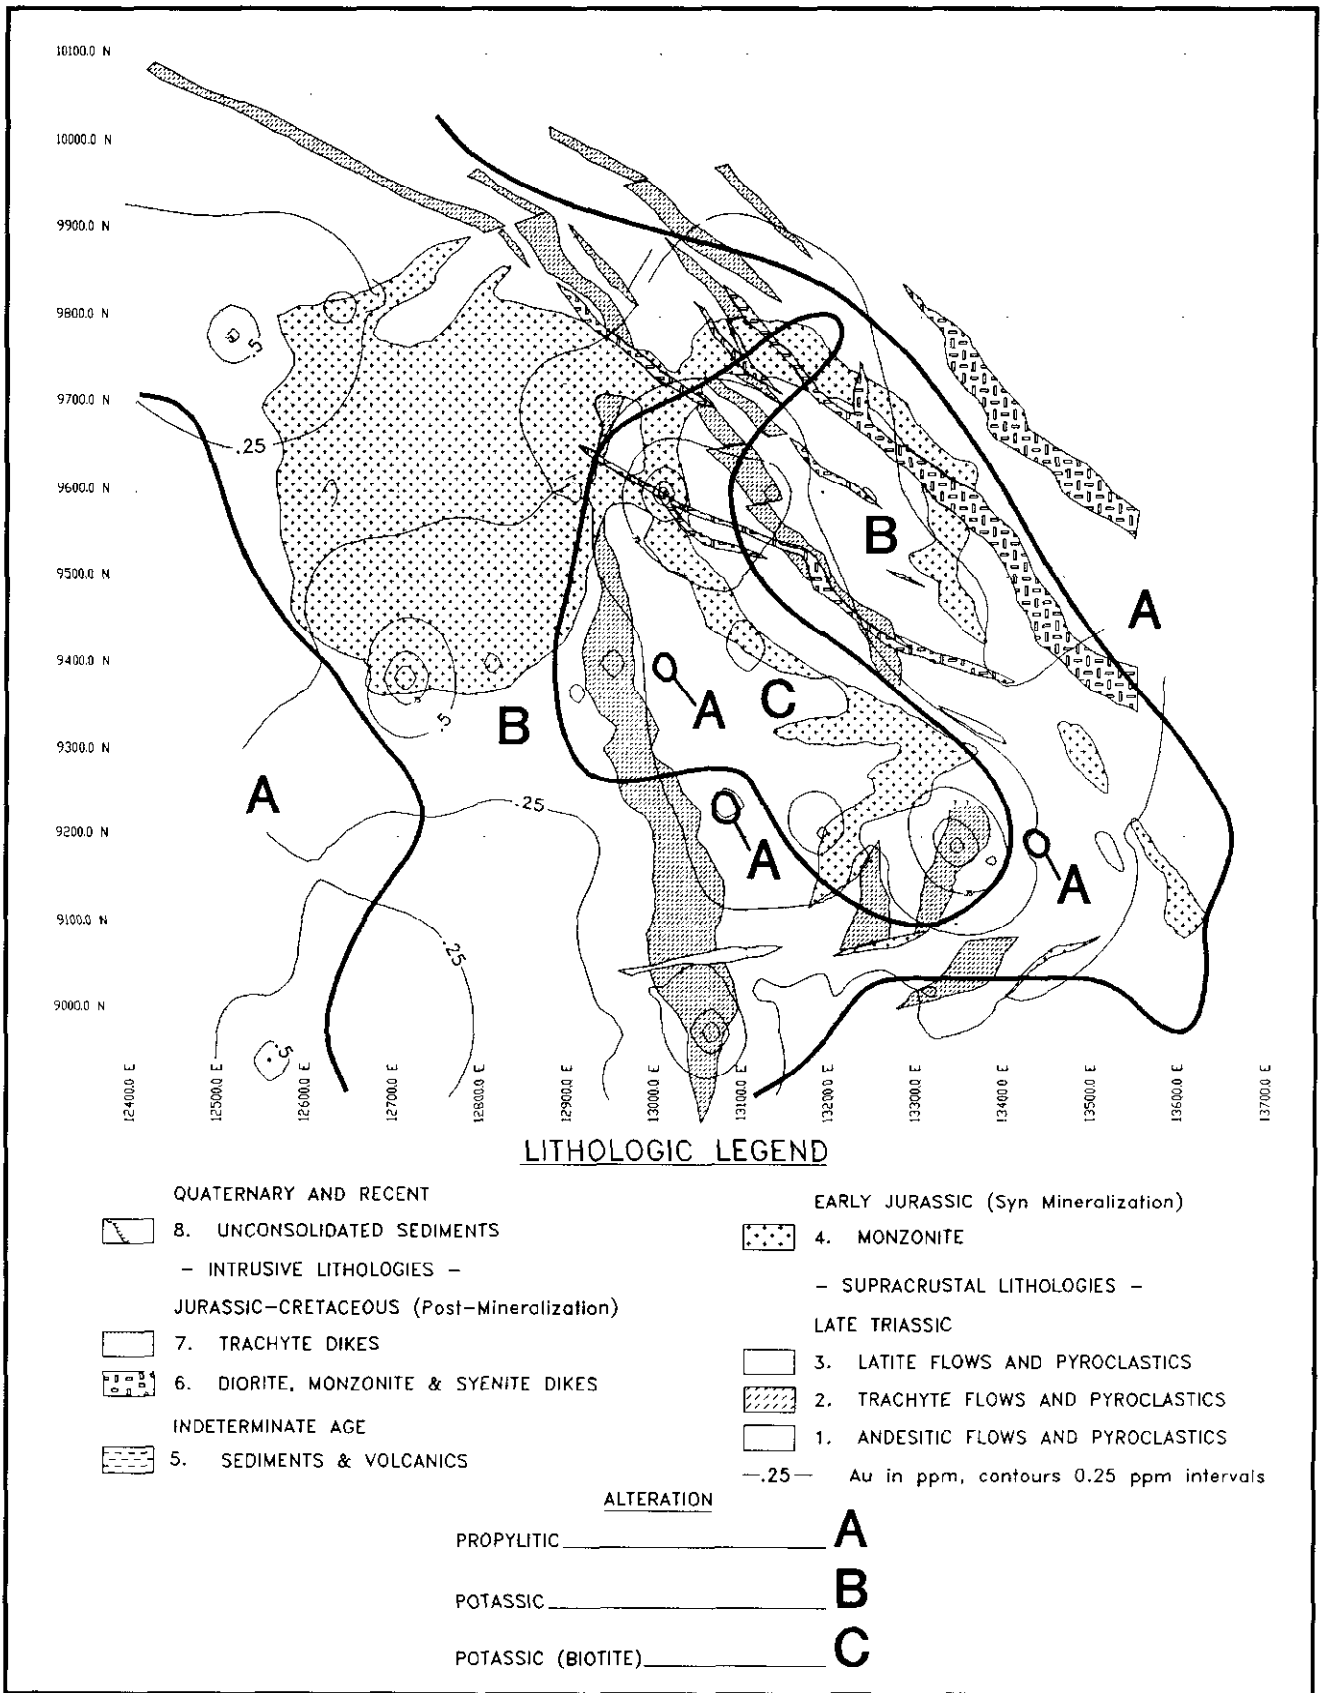 10100.0 N
10000.0 N
9900.0 N
9800.0 N
9700.0 N
9600.0 N
9500.0 N
9400.0 N
9300.0 N
9200.0 N
9100.0 N
9000.0 N
.5
.25
B
A
.5
C
A
B
A
.25
A
A
.25
.5
12400.0 E
12500.0 E
12600.0 E
12700.0 E
12800.0 E
12900.0 E
13000.0 E
13100.0 E
13200.0 E
13300.0 E
13400.0 E
13500.0 E
13600.0 E
13700.0 E
LITHOLOGIC LEGEND
QUATERNARY AND RECENT
8. UNCONSOLIDATED SEDIMENTS
– INTRUSIVE LITHOLOGIES –
JURASSIC–CRETACEOUS (Post–Mineralization)
7. TRACHYTE DIKES
6. DIORITE, MONZONITE & SYENITE DIKES
INDETERMINATE AGE
5. SEDIMENTS & VOLCANICS
EARLY JURASSIC (Syn Mineralization)
4. MONZONITE
– SUPRACRUSTAL LITHOLOGIES –
LATE TRIASSIC
3. LATITE FLOWS AND PYROCLASTICS
2. TRACHYTE FLOWS AND PYROCLASTICS
1. ANDESITIC FLOWS AND PYROCLASTICS
—.25— Au in ppm, contours 0.25 ppm intervals
ALTERATION
PROPYLITIC A
POTASSIC B
POTASSIC (BIOTITE) C